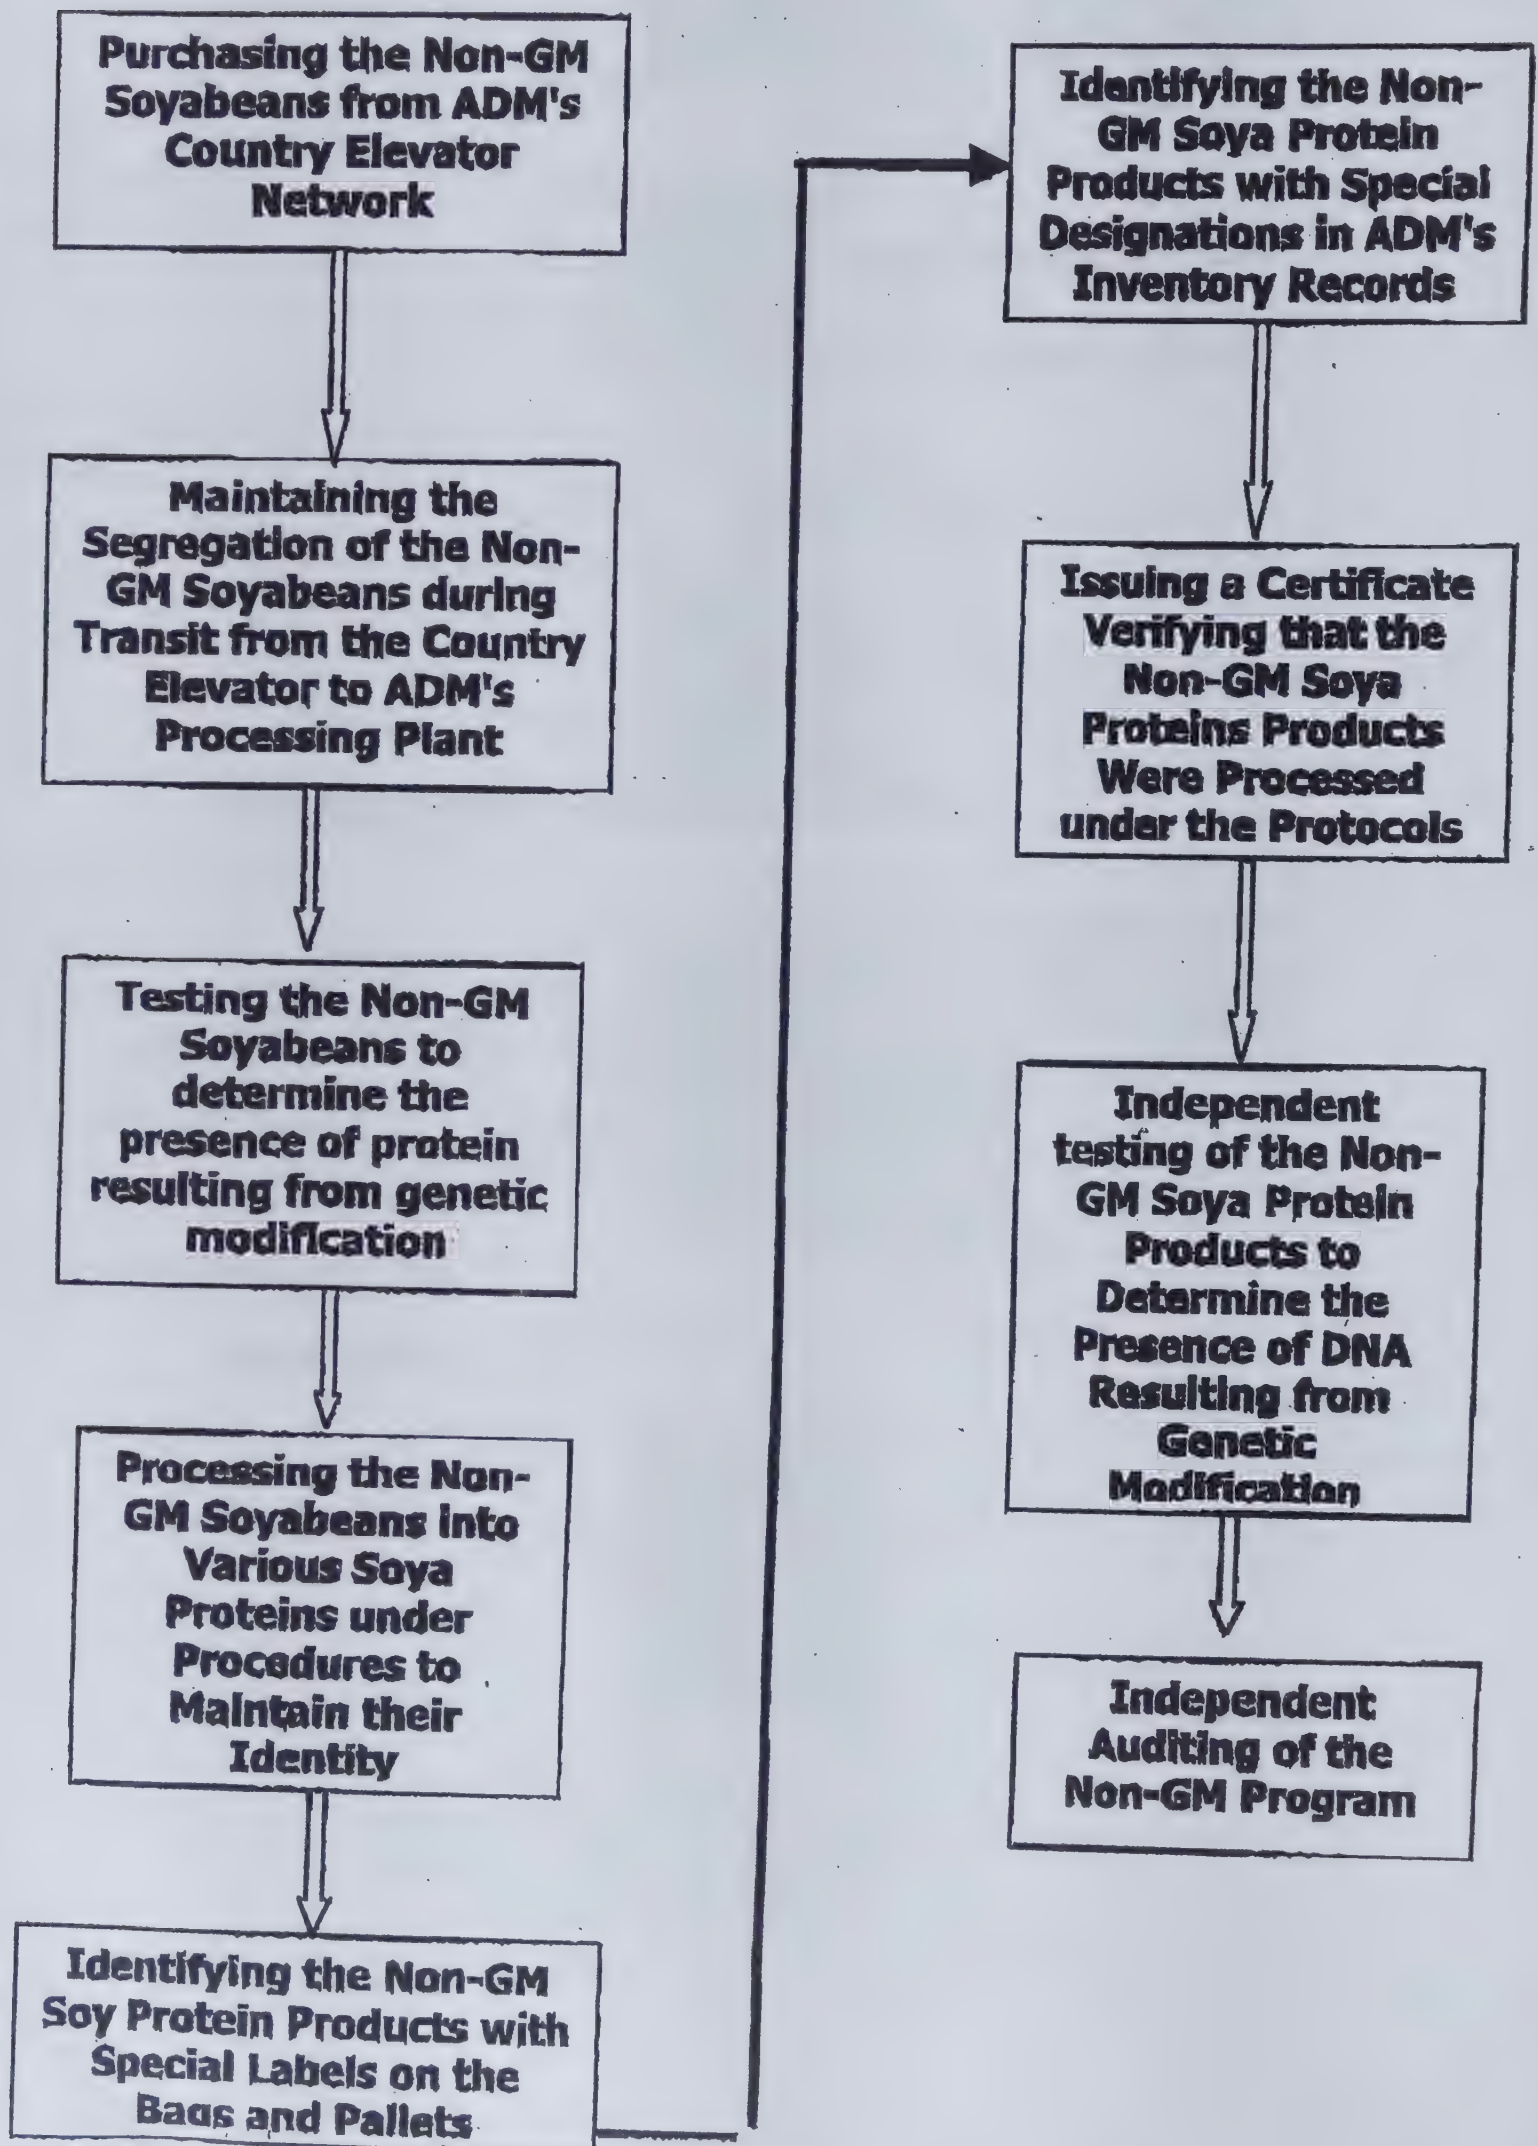 Purchasing the Non-GM
Soyabeans from ADM's
Country Elevator
Network
Maintaining the
Segregation of the Non-
GM Soyabeans during
Transit from the Country
Elevator to ADM's
Processing Plant
Testing the Non-GM
Soyabeans to
determine the
presence of protein
resulting from genetic
modification
Processing the Non-
GM Soyabeans into
Various Soya
Proteins under
Procedures to
Maintain their
Identity
Identifying the Non-GM
Soy Protein Products with
Special Labels on the
Bags and Pallets
Identifying the Non-
GM Soya Protein
Products with Special
Designations in ADM's
Inventory Records
Issuing a Certificate
Verifying that the
Non-GM Soya
Proteins Products
Were Processed
under the Protocols
Independent
testing of the Non-
GM Soya Protein
Products to
Determine the
Presence of DNA
Resulting from
Genetic
Modification
Independent
Auditing of the
Non-GM Program